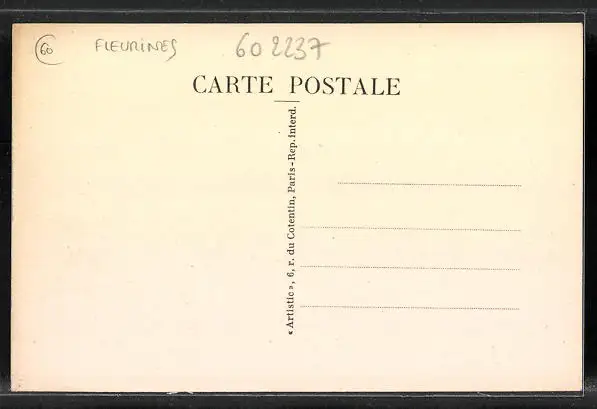 60 FLEURINES 602237
CARTE POSTALE
« Artistic », 6, r. du Cotentin, Paris - Rep. interd.